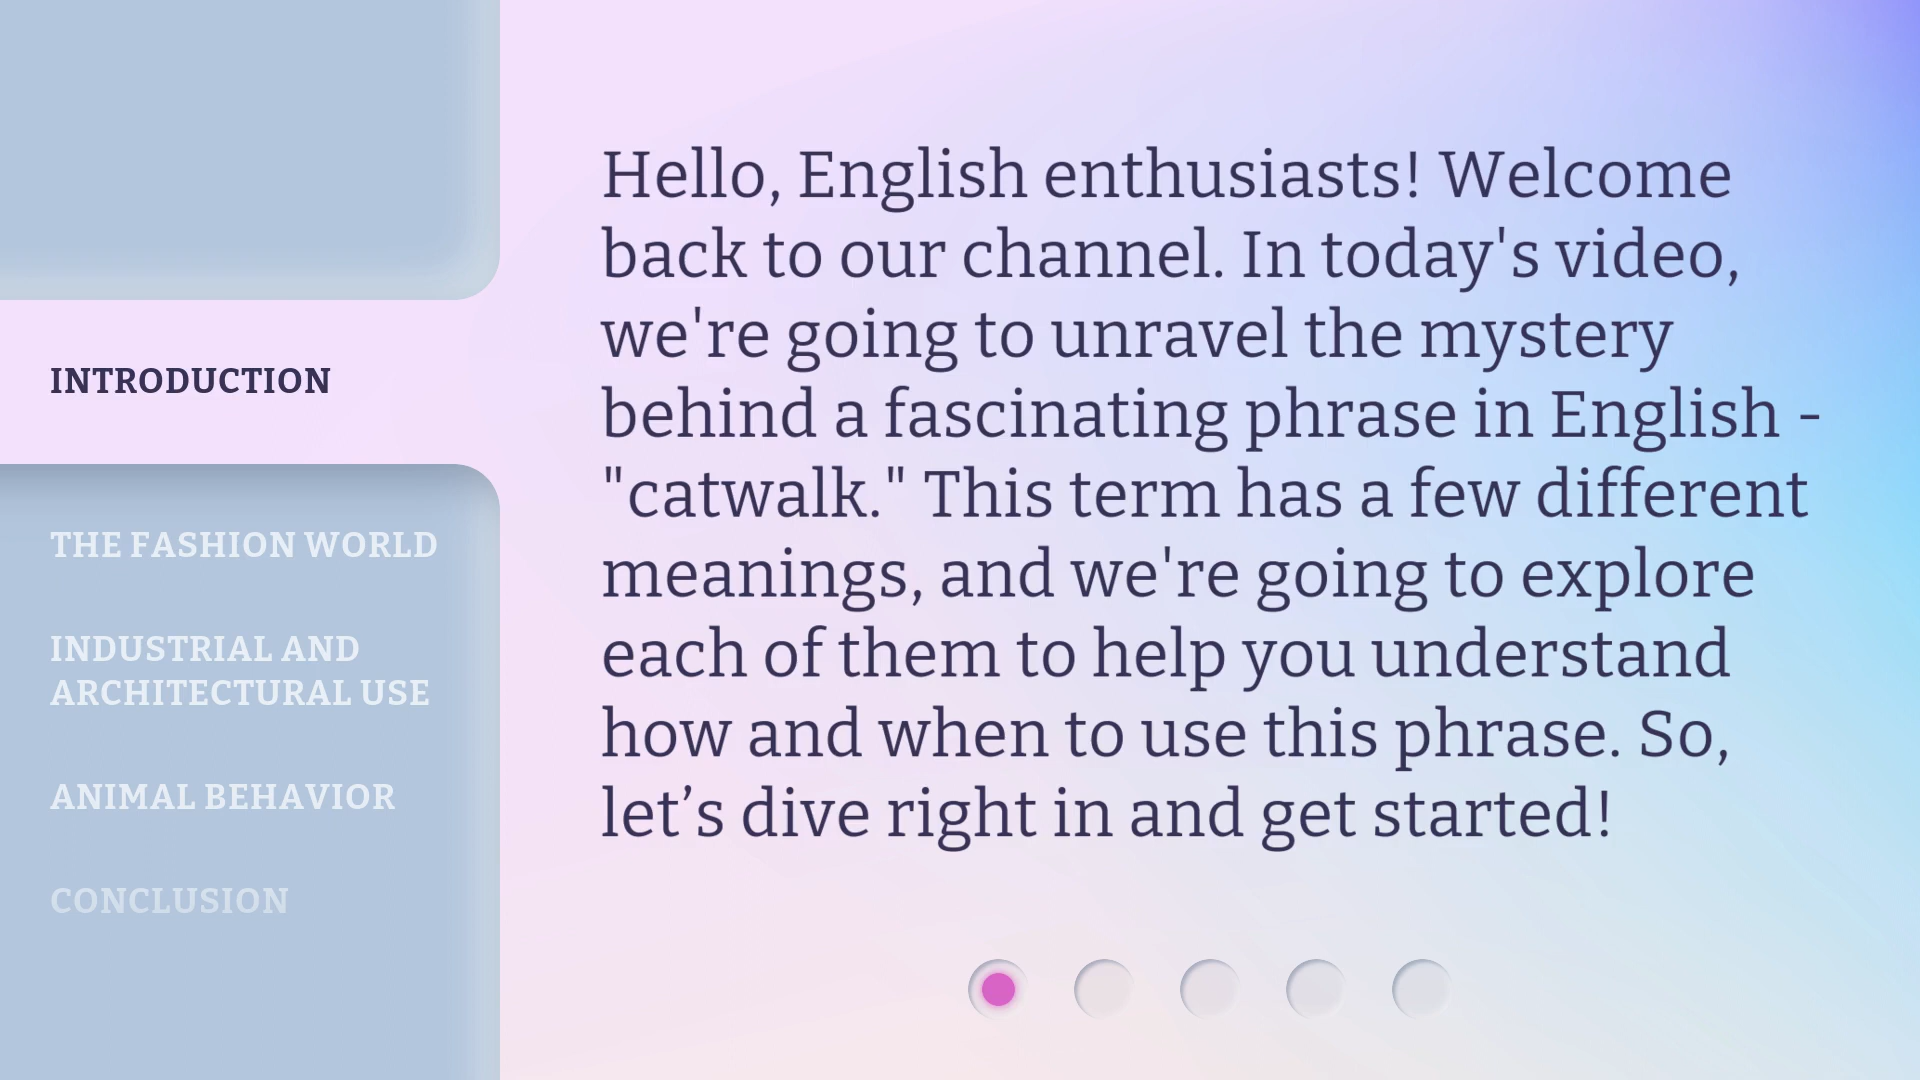 INTRODUCTION
THE FASHION WORLD
INDUSTRIAL AND
ARCHITECTURAL USE
ANIMAL BEHAVIOR
CONCLUSION
Hello, English enthusiasts! Welcome
back to our channel. In today's video,
we're going to unravel the mystery
behind a fascinating phrase in English -
"catwalk." This term has a few different
meanings, and we're going to explore
each of them to help you understand
how and when to use this phrase. So,
let’s dive right in and get started!